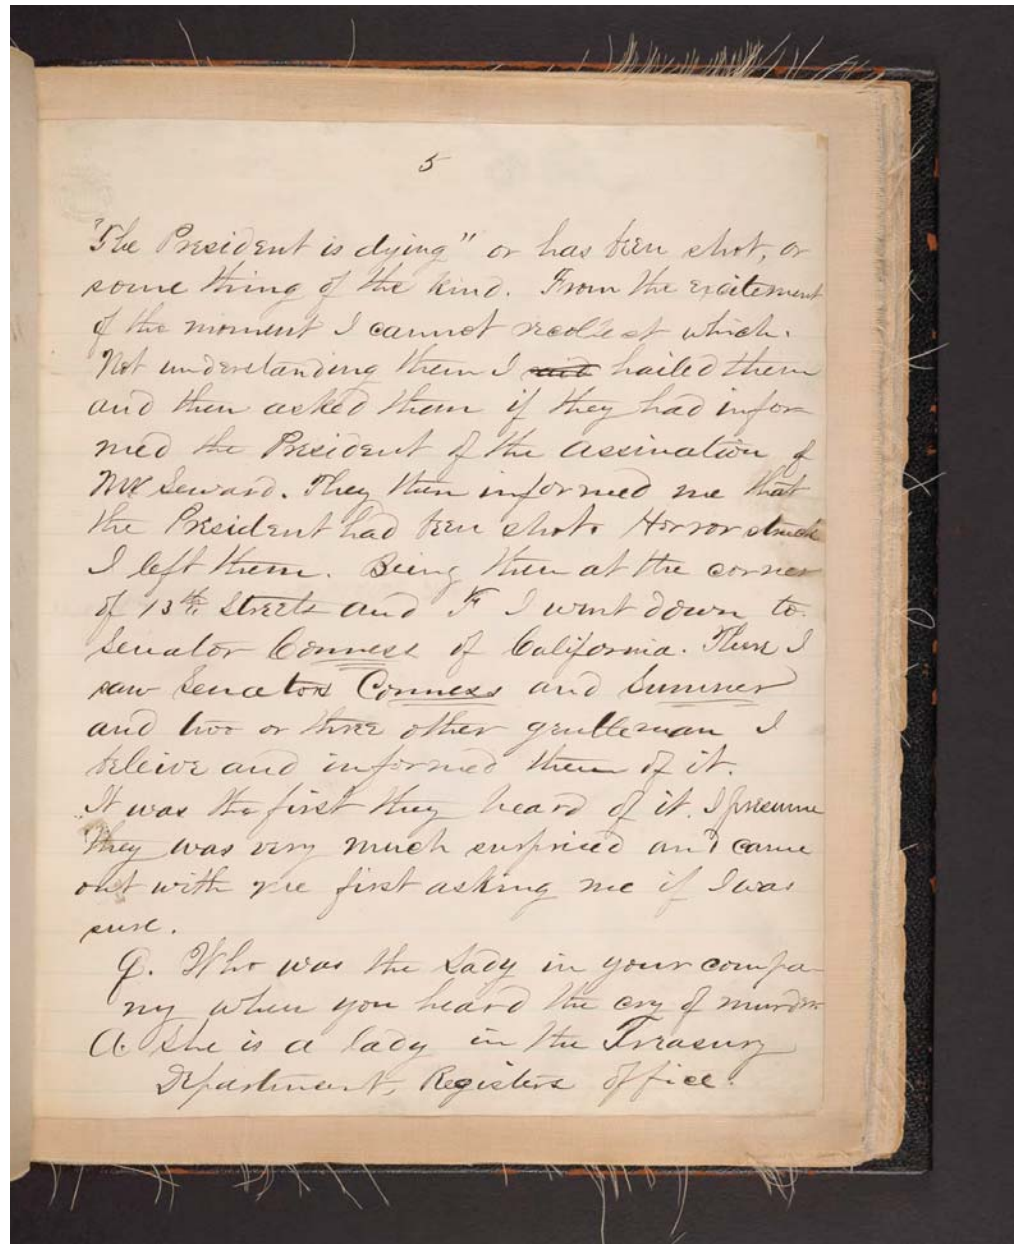 5
"The President is dying" or has been shot, or
some thing of the kind. From the excitement
of the moment I cannot recollect which.
Not understanding them I said hailed them
and then asked them if they had infor-
med the President of the assination of
Mr Seward. They then informed me that
the President had been shot. Horror struck
I left them. Being then at the corner
of 13th Streets and F I went down to
Senator Conness of California. There I
saw Senators Conness and Sumner
and two or three other gentleman I
beleive and informed them of it.
It was the first they heard of it. I presume
they was very much surprised and came
out with me first asking me if I was
sure.
Q. Who was the Lady in your compa-
ny when you heard the cry of murder
A. She is a lady in the Treasury
Department, Registers office.